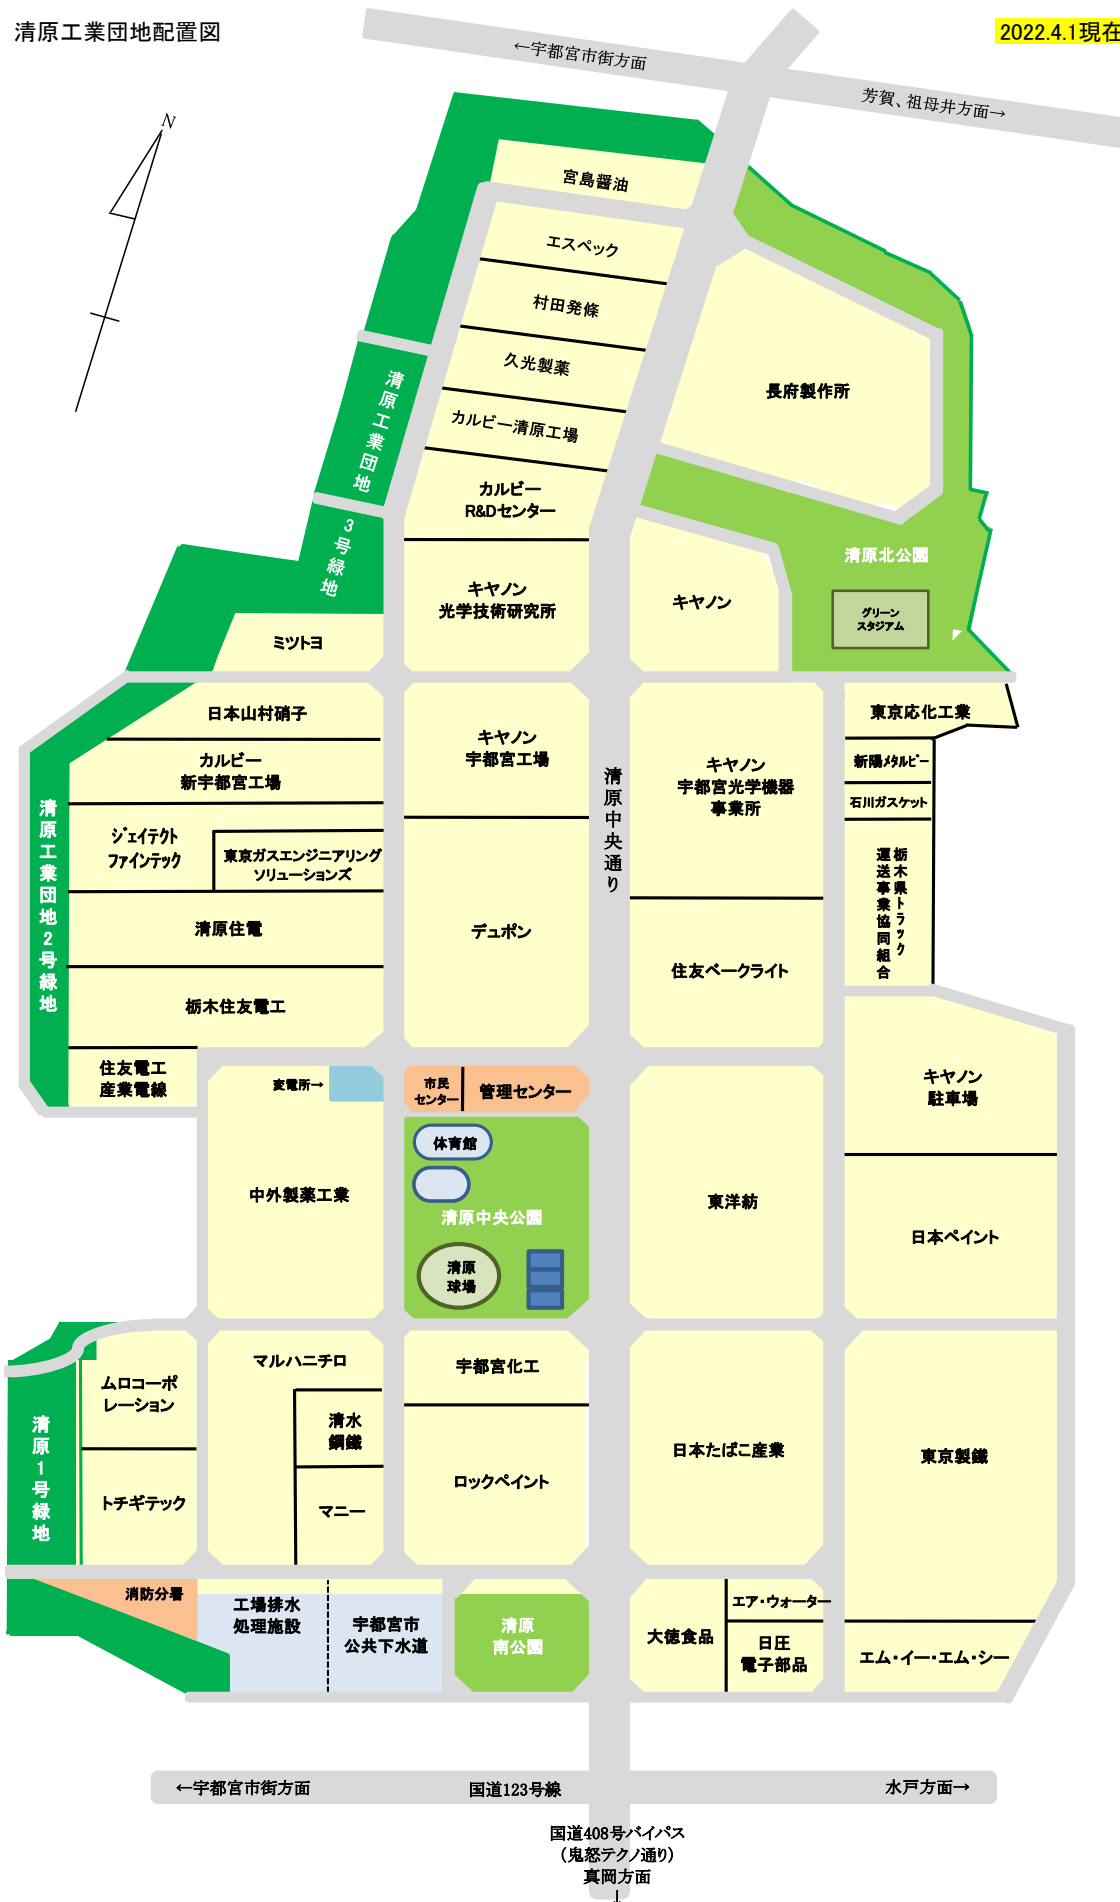 清原工業団地配置図
2022.4.1現在
←宇都宮市街方面
芳賀、祖母井方面→
N
宮島醤油
エスペック
村田発條
久光製薬
カルビー清原工場
カルビー
R&Dセンター
長府製作所
清原工業団地
3号緑地
キヤノン
光学技術研究所
キヤノン
清原北公園
グリーン
スタジアム
ミツトヨ
日本山村硝子
カルビー
新宇都宮工場
ジェイテクト
ファインテック
東京ガスエンジニアリング
ソリューションズ
清原住電
栃木住友電工
住友電工
産業電線
清原工業団地2号緑地
キヤノン
宇都宮工場
デュポン
清原中央通り
キヤノン
宇都宮光学機器
事業所
住友ベークライト
東京応化工業
新陽メタルビー
石川ガスケット
栃木県トラック
運送事業協同組合
変電所→
市民
センター
管理センター
体育館
清原中央公園
清原
球場
中外製薬工業
東洋紡
キヤノン
駐車場
日本ペイント
ムロコーポ
レーション
トチギテック
清原1号緑地
マルハニチロ
清水
鋼鐵
マニー
宇都宮化工
ロックペイント
日本たばこ産業
東京製鐵
消防分署
工場排水
処理施設
宇都宮市
公共下水道
清原
南公園
大徳食品
エア・ウォーター
日圧
電子部品
エム・イー・エム・シー
←宇都宮市街方面
国道123号線
水戸方面→
国道408号バイパス
(鬼怒テクノ通り)
真岡方面
↓